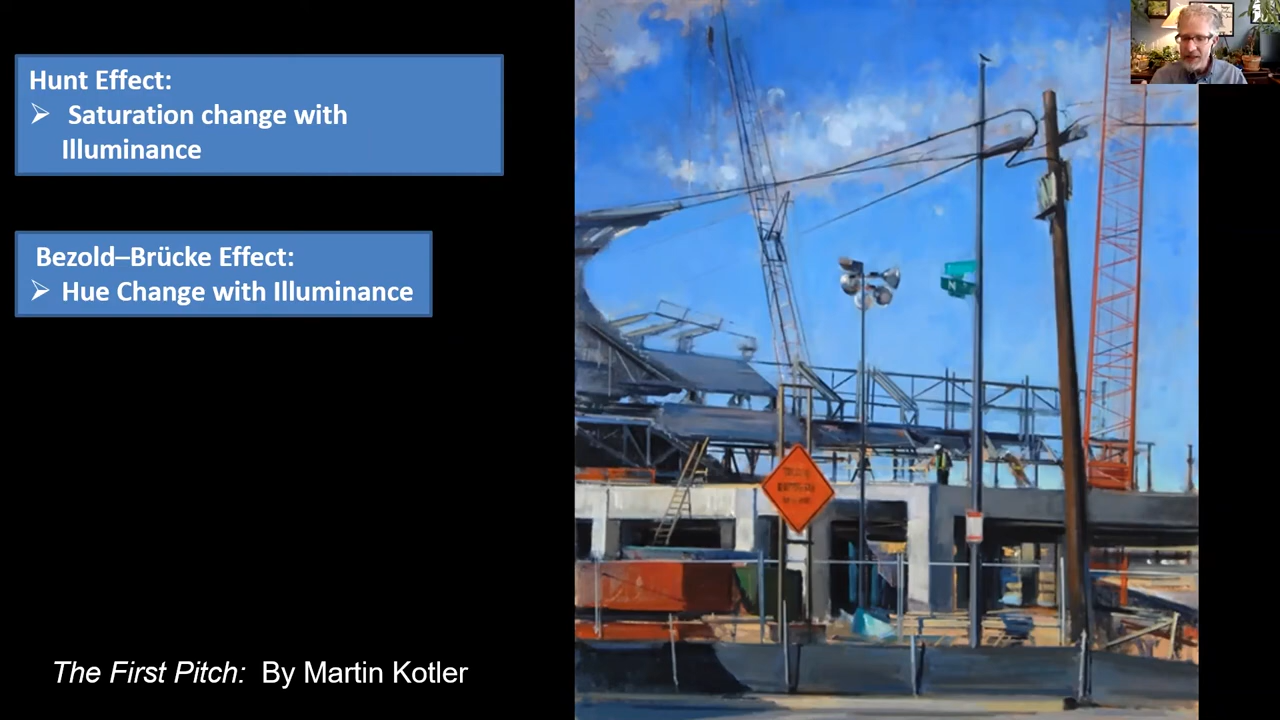 Hunt Effect:
➢ Saturation change with
Illuminance
Bezold–Brücke Effect:
➢ Hue Change with Illuminance
N
The First Pitch: By Martin Kotler